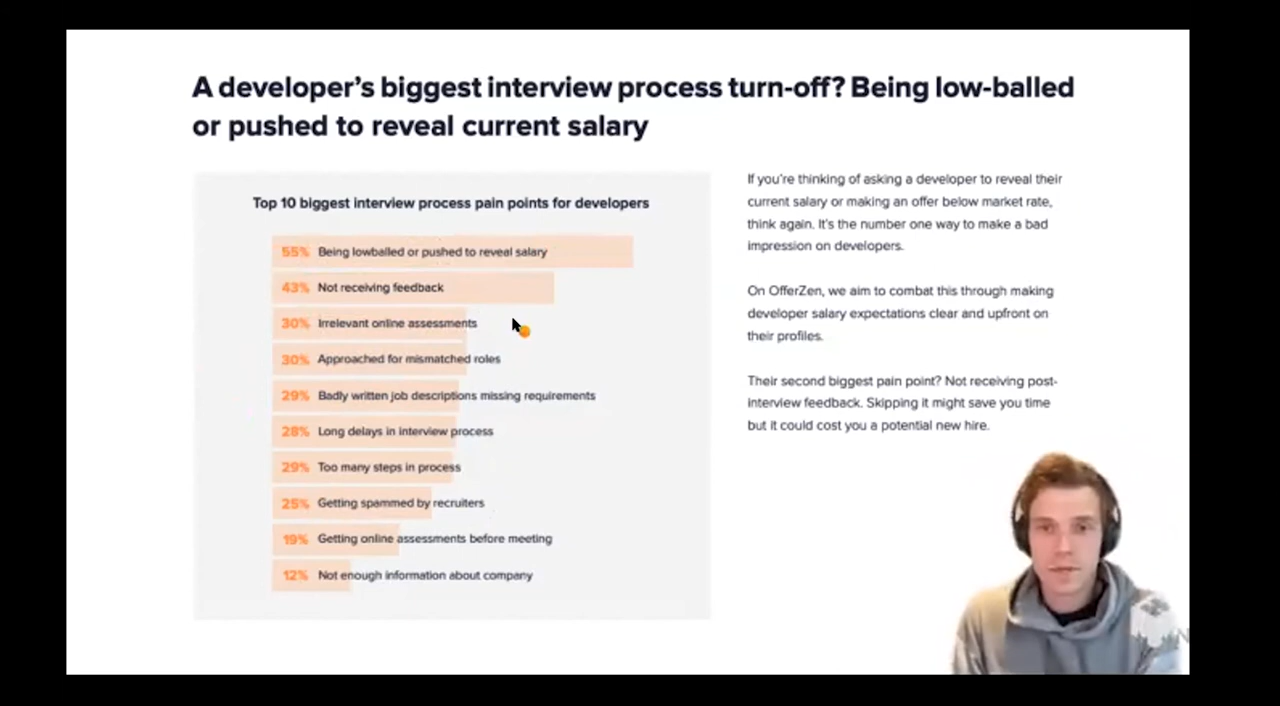 A developer's biggest interview process turn-off? Being low-balled
or pushed to reveal current salary
Top 10 biggest interview process pain points for developers
55% Being lowballed or pushed to reveal salary
43% Not receiving feedback
30% Irrelevant online assessments
30% Approached for mismatched roles
29% Badly written job descriptions missing requirements
28% Long delays in interview process
29% Too many steps in process
25% Getting spammed by recruiters
19% Getting online assessments before meeting
12% Not enough information about company
If you're thinking of asking a developer to reveal their
current salary or making an offer below market rate,
think again. It's the number one way to make a bad
impression on developers.
On OfferZen, we aim to combat this through making
developer salary expectations clear and upfront on
their profiles.
Their second biggest pain point? Not receiving post-
interview feedback. Skipping it might save you time
but it could cost you a potential new hire.